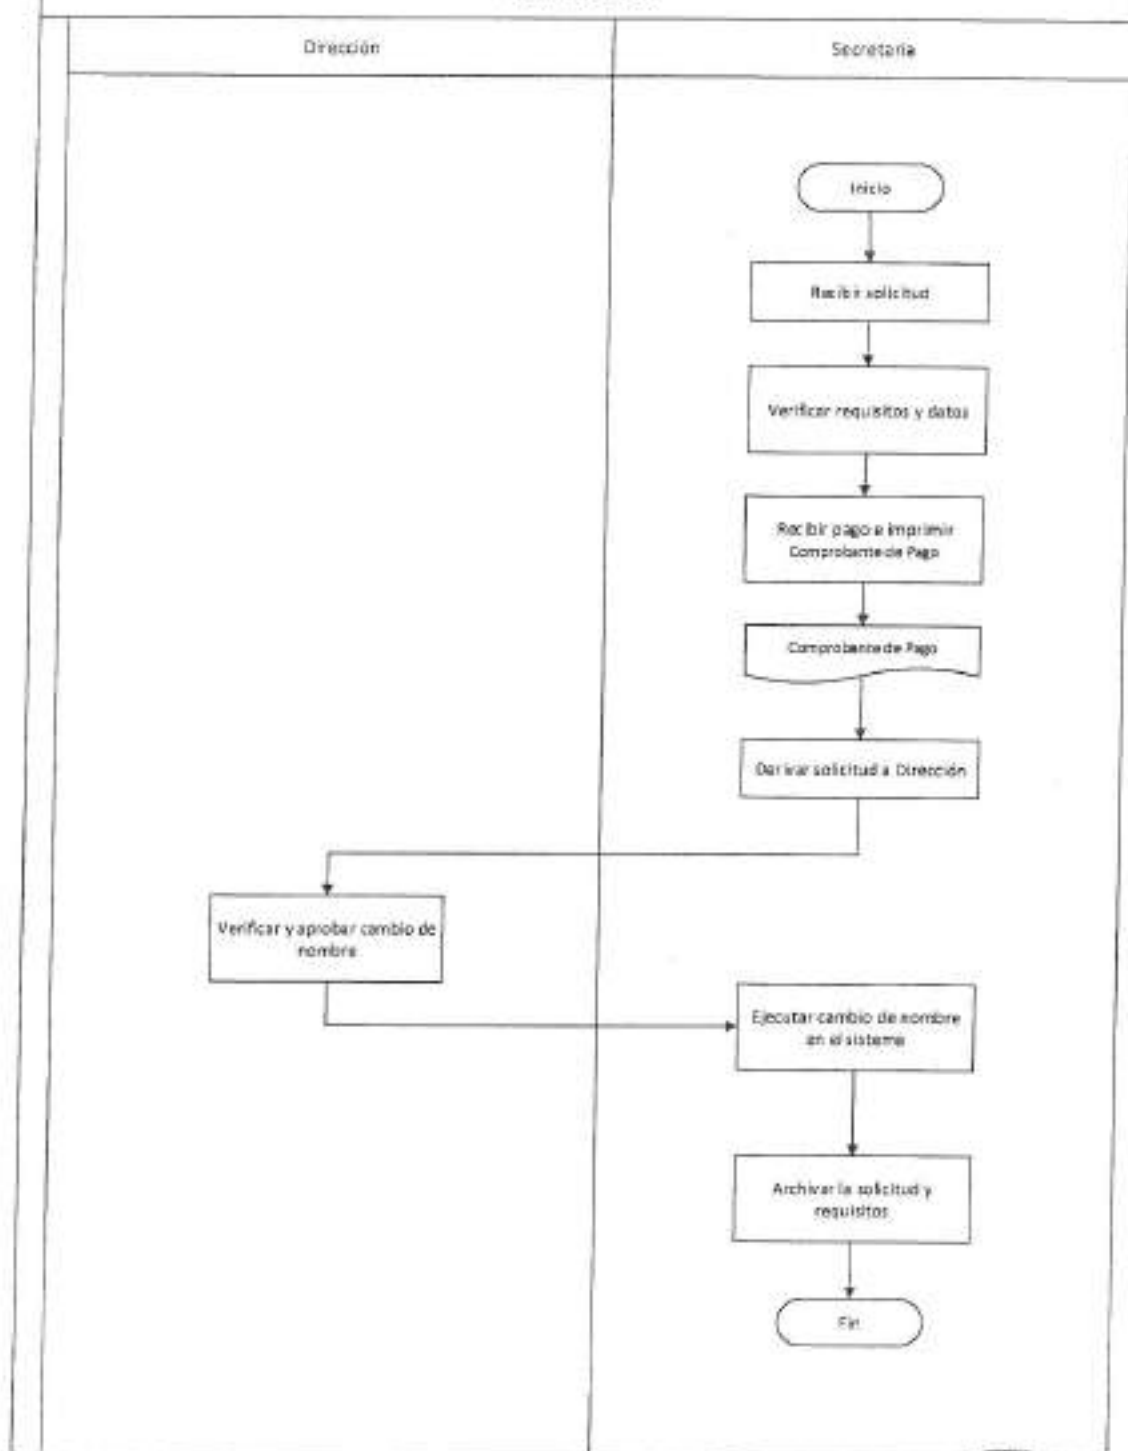 Dirección
Secretaria
Inicio
Recibir solicitud
Verificar requisitos y datos
Recibir pago e imprimir
Comprobante de Pago
Comprobante de Pago
Derivar solicitud a Dirección
Verificar y aprobar cambio de
nombre
Ejecutar cambio de nombre
en el sistema
Archivar la solicitud y
requisitos
Fin